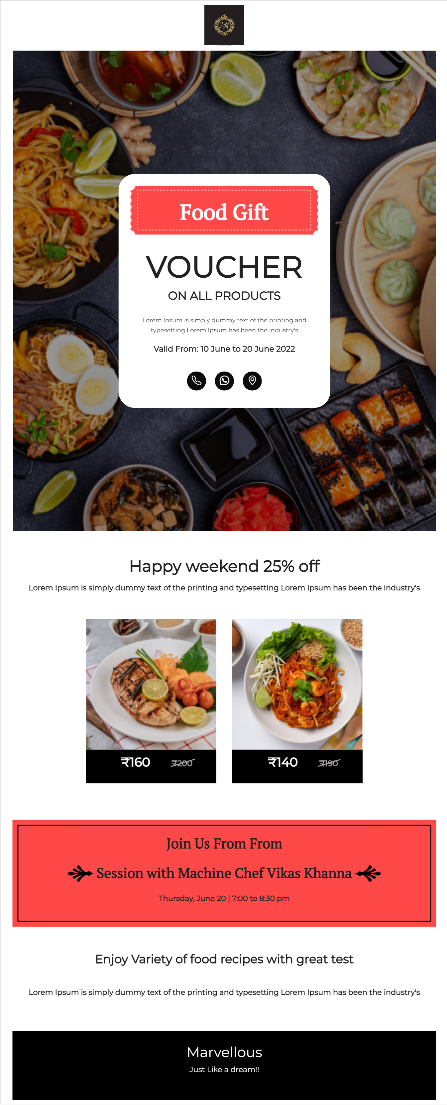 Food Gift
VOUCHER
ON ALL PRODUCTS
Lorem Ipsum is simply dummy text of the printing and
typesetting Lorem Ipsum has been the industry's
Valid From: 10 June to 20 June 2022
Happy weekend 25% off
Lorem Ipsum is simply dummy text of the printing and typesetting Lorem Ipsum has been the industry's
₹160 ₹200
₹140 ₹190
Join Us From From
Session with Machine Chef Vikas Khanna
Thursday, June 20 | 7:00 to 8:30 pm
Enjoy Variety of food recipes with great test
Lorem Ipsum is simply dummy text of the printing and typesetting Lorem Ipsum has been the industry's
Marvellous
Just Like a dream!!